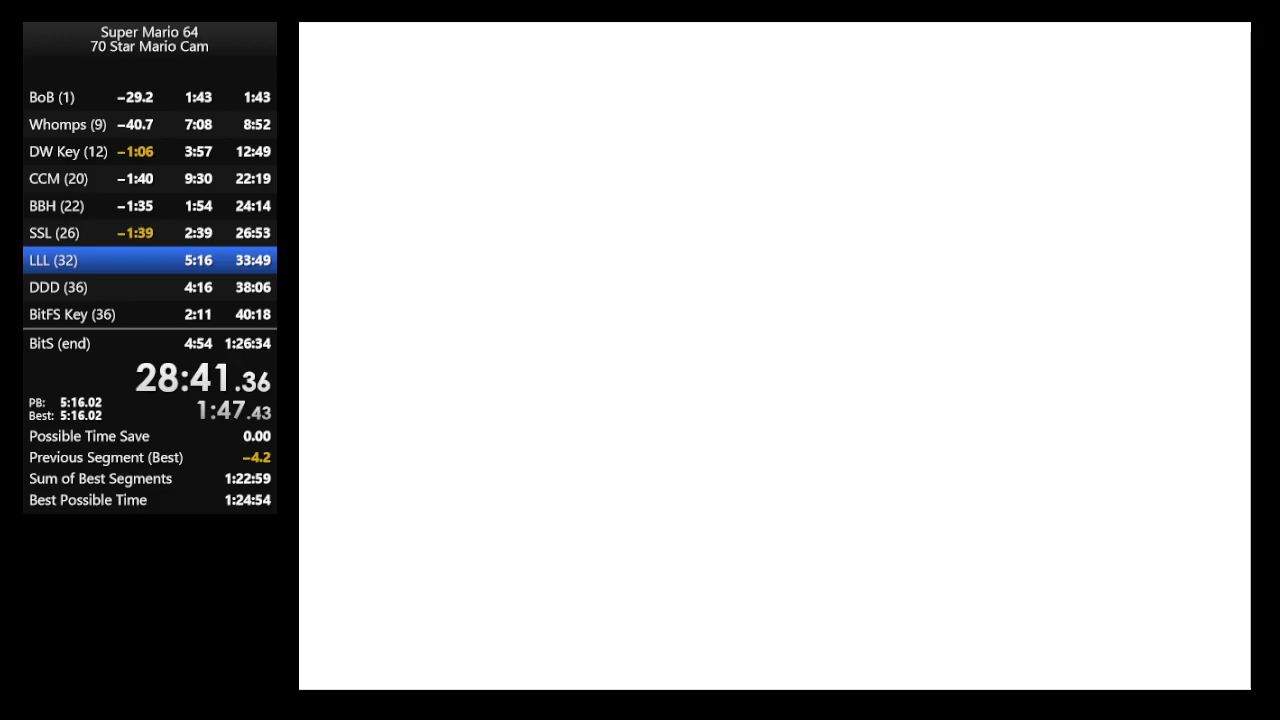 Super Mario 64
70 Star Mario Cam
BoB (1) −29.2 1:43 1:43
Whomps (9) −40.7 7:08 8:52
DW Key (12) −1:06 3:57 12:49
CCM (20) −1:40 9:30 22:19
BBH (22) −1:35 1:54 24:14
SSL (26) −1:39 2:39 26:53
LLL (32) 5:16 33:49
DDD (36) 4:16 38:06
BitFS Key (36) 2:11 40:18
BitS (end) 4:54 1:26:34
28:41.36
PB: 5:16.02
Best: 5:16.02
1:47.43
Possible Time Save 0.00
Previous Segment (Best) −4.2
Sum of Best Segments 1:22:59
Best Possible Time 1:24:54